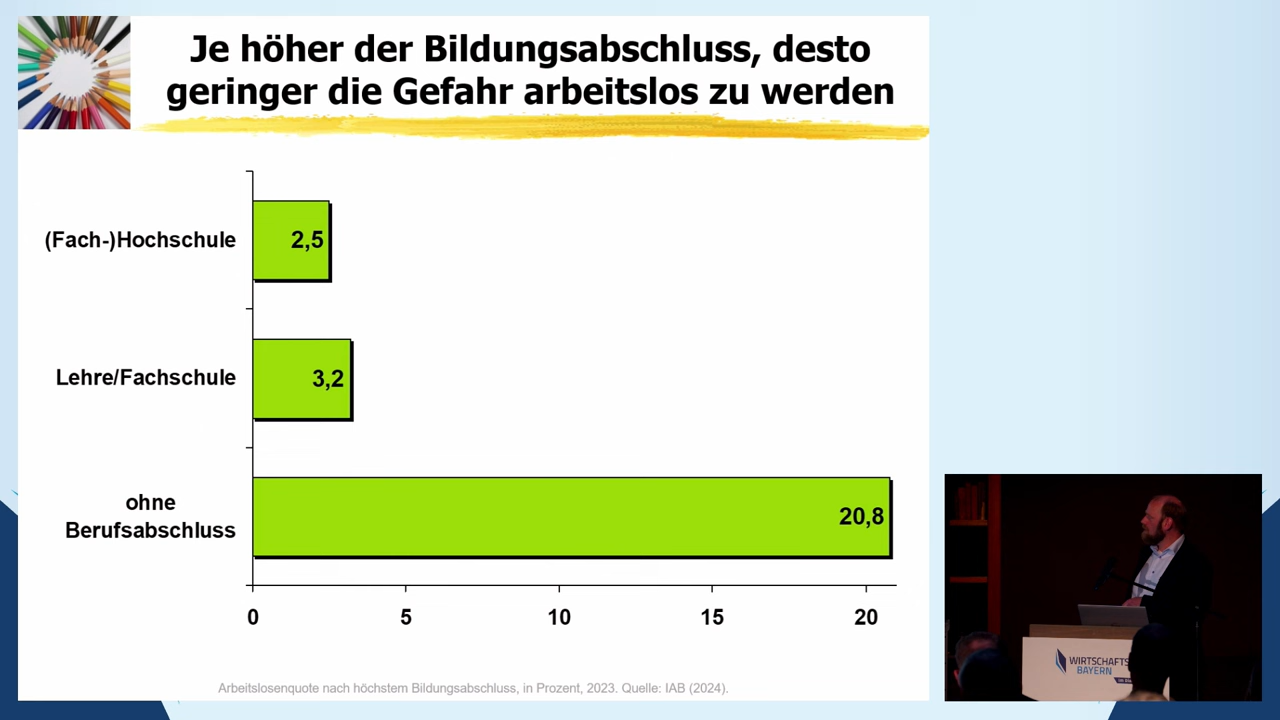 Je höher der Bildungsabschluss, desto
geringer die Gefahr arbeitslos zu werden
(Fach-)Hochschule
2,5
Lehre/Fachschule
3,2
ohne
Berufsabschluss
20,8
0 5 10 15 20
Arbeitslosenquote nach höchstem Bildungsabschluss, in Prozent, 2023. Quelle: IAB (2024).
WIRTSCHAFTS
BAYERN